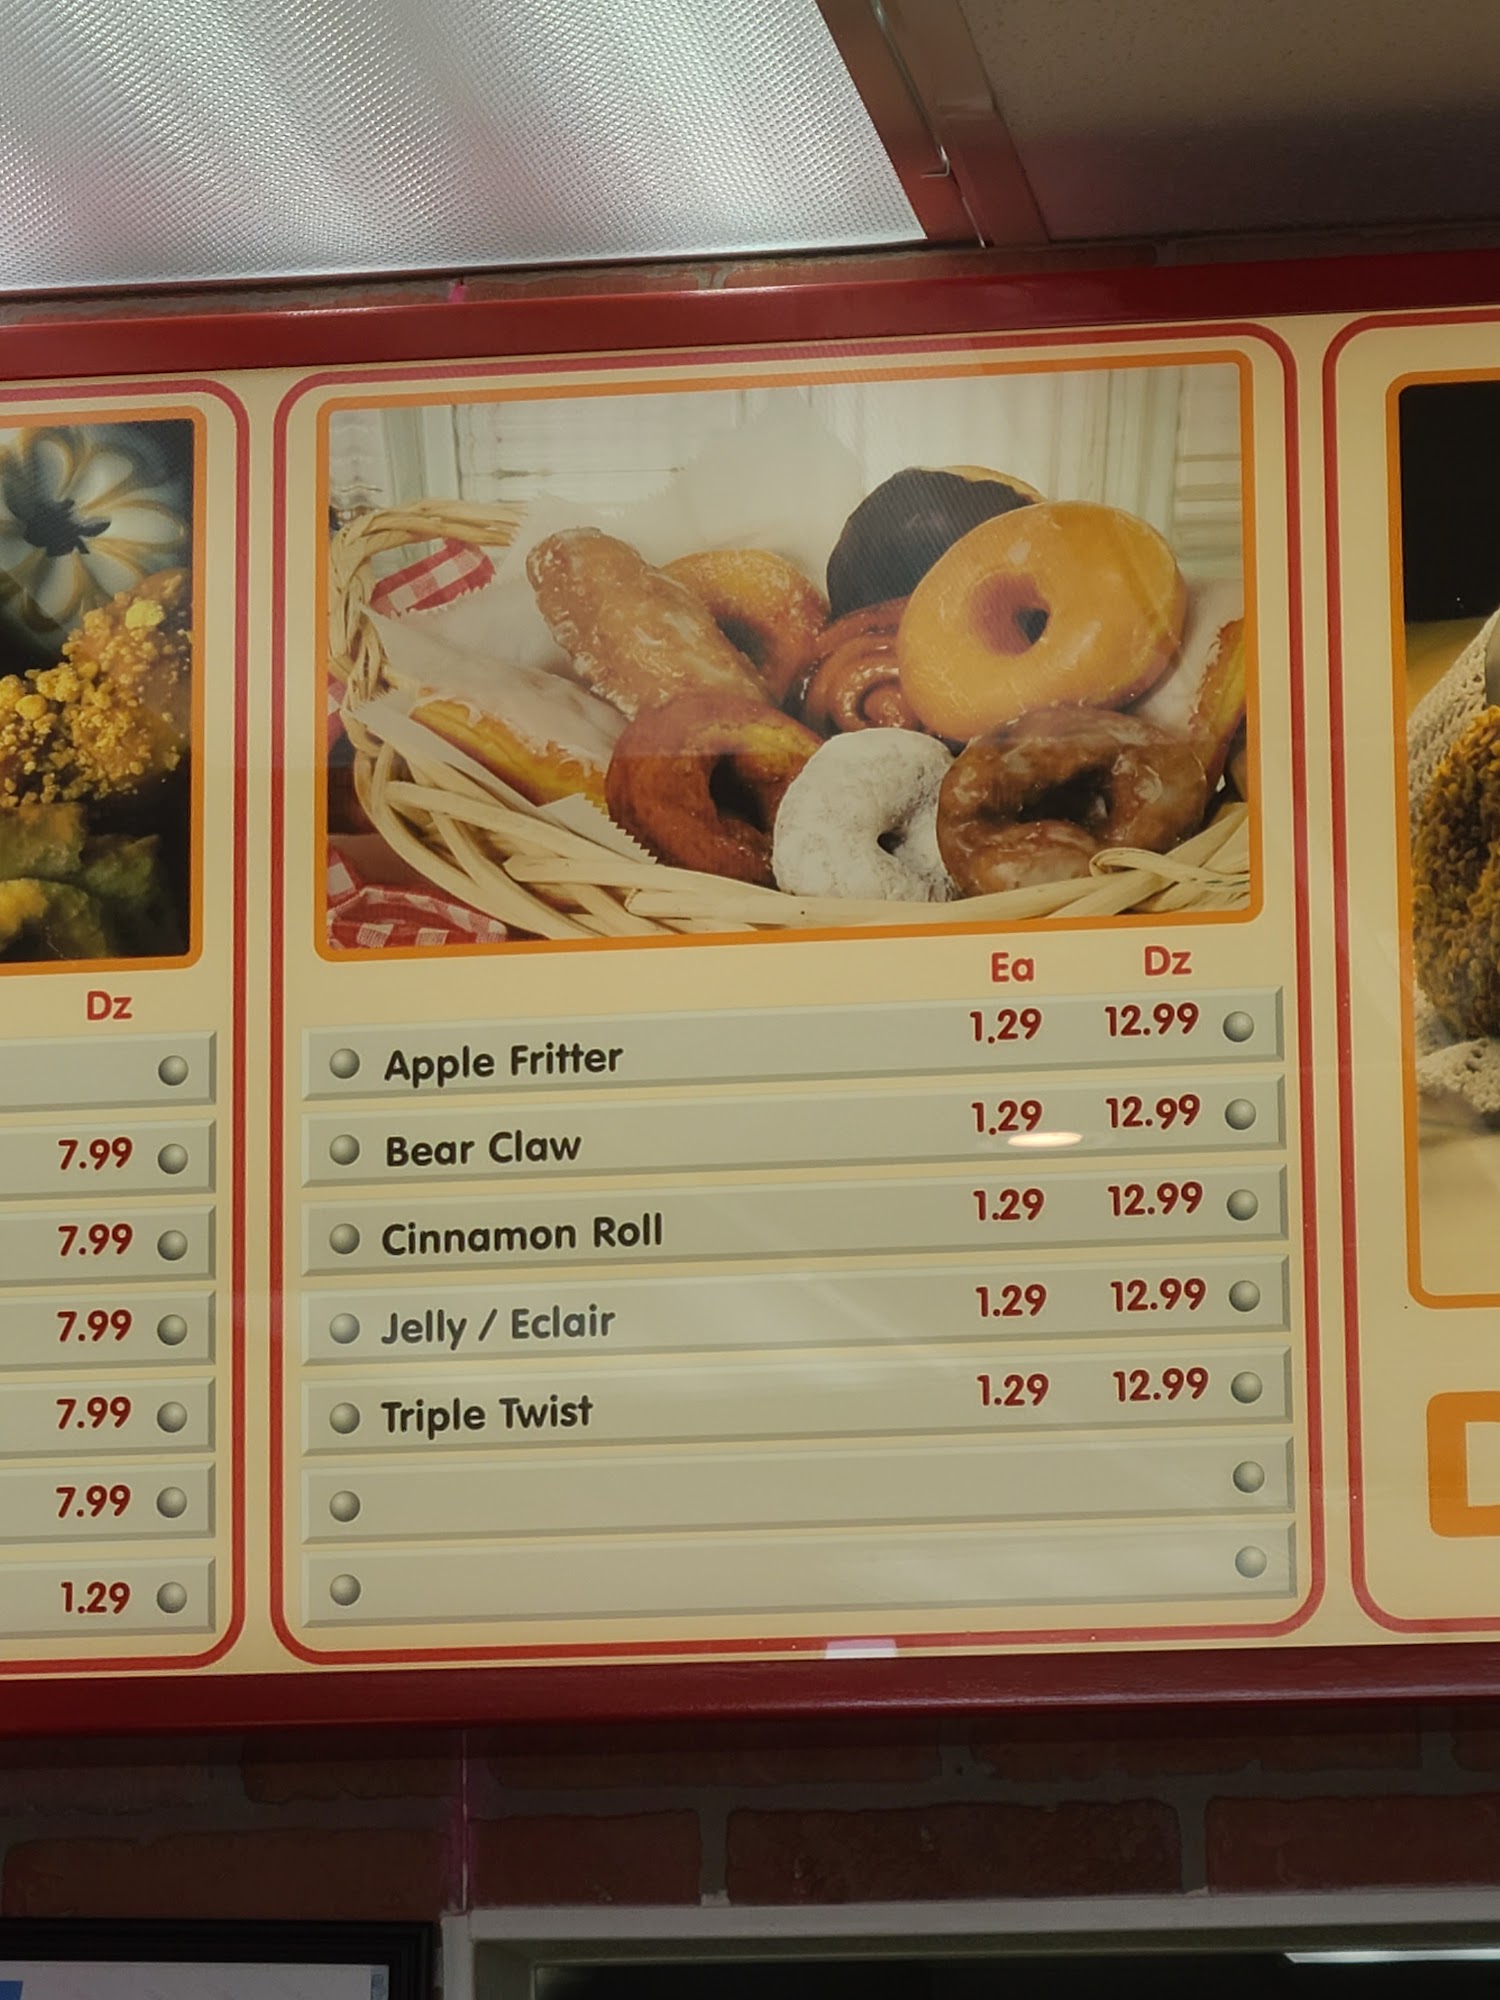 Dz
7.99
7.99
7.99
7.99
7.99
1.29
Ea Dz
Apple Fritter 1.29 12.99
Bear Claw 1.29 12.99
Cinnamon Roll 1.29 12.99
Jelly / Eclair 1.29 12.99
Triple Twist 1.29 12.99